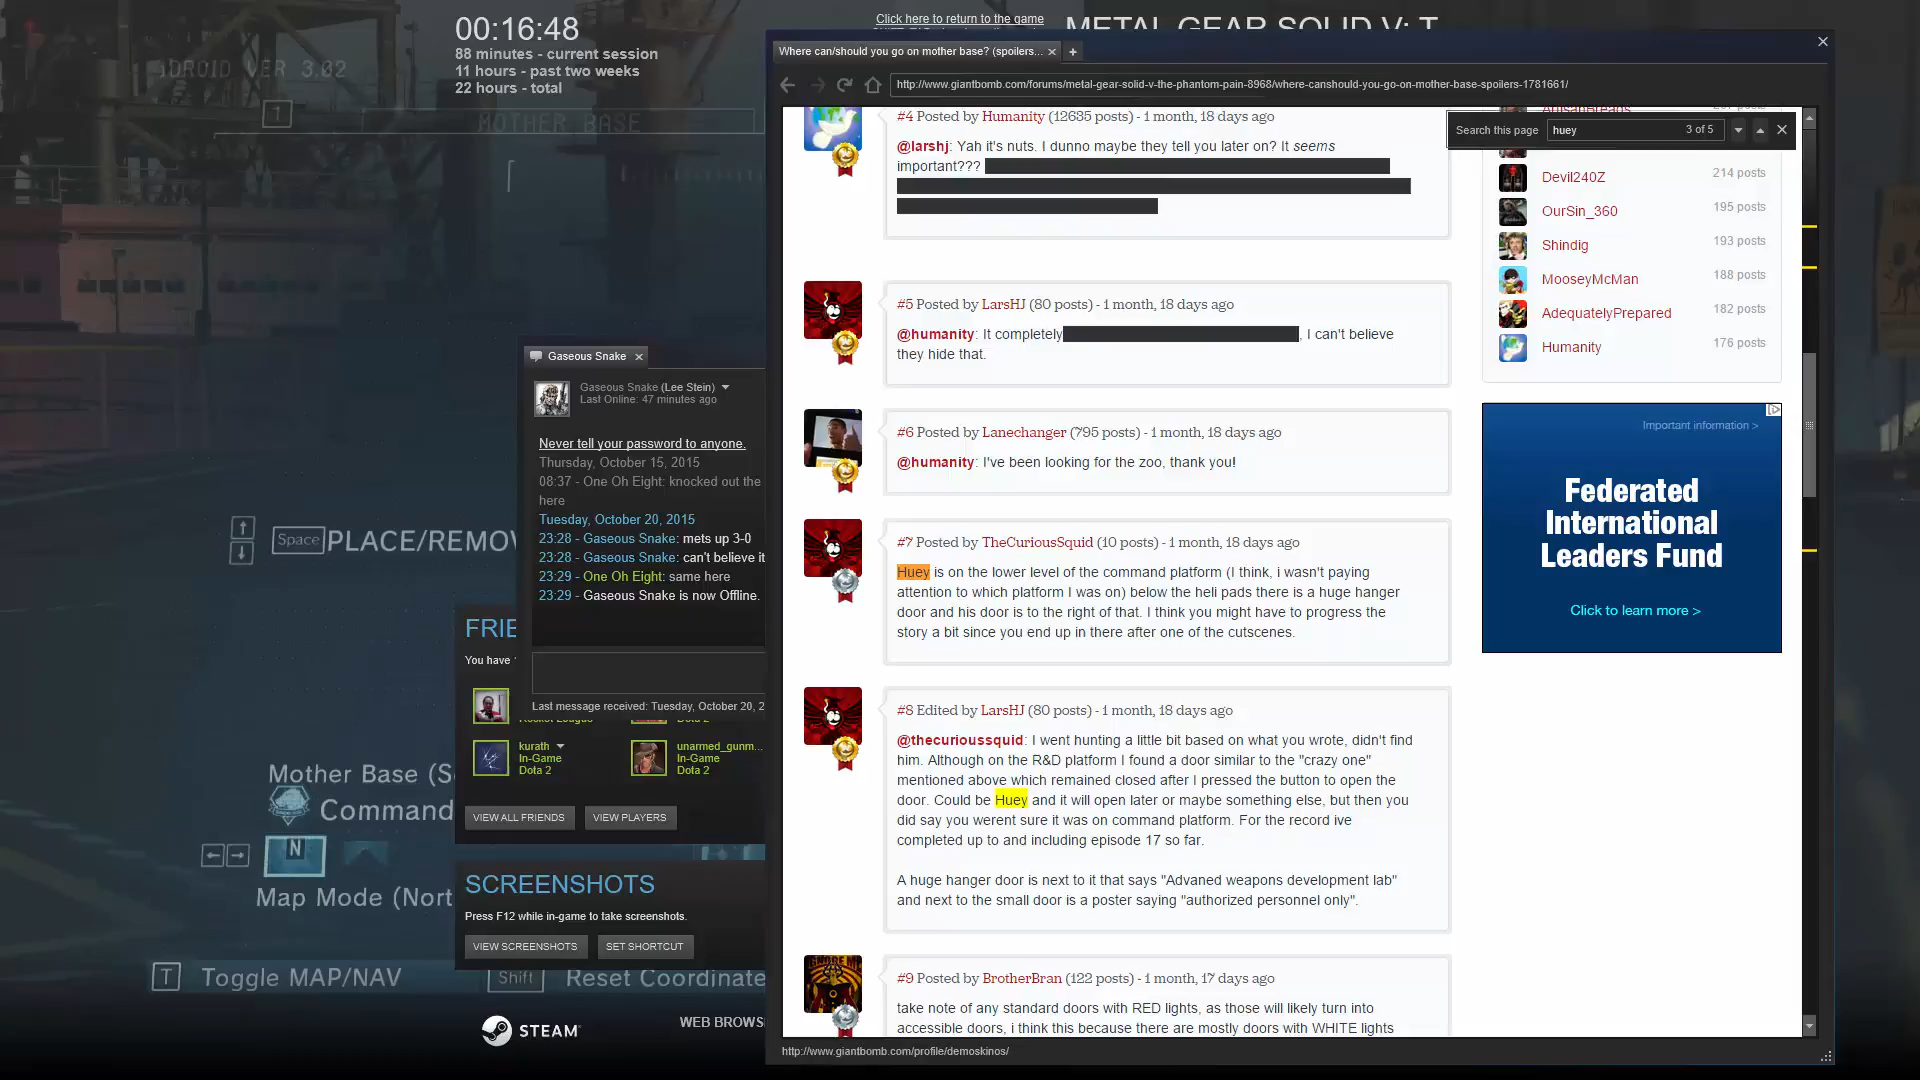 00:16:48
88 minutes - current session
11 hours - past two weeks
22 hours - total
Click here to return to the game
METAL GEAR SOLID V: T
iDROID VER 3.02
1
MOTHER BASE
Where can/should you go on mother base? (spoilers...
http://www.giantbomb.com/forums/metal-gear-solid-v-the-phantom-pain-8968/where-canshould-you-go-on-mother-base-spoilers-1781661/
Search this page
huey
3 of 5
#4 Posted by Humanity (12635 posts) - 1 month, 18 days ago
@larshj: Yah it's nuts. I dunno maybe they tell you later on? It seems
important???
#5 Posted by LarsHJ (80 posts) - 1 month, 18 days ago
@humanity: It completely , I can't believe
they hide that.
#6 Posted by Lanechanger (795 posts) - 1 month, 18 days ago
@humanity: I've been looking for the zoo, thank you!
#7 Posted by TheCuriousSquid (10 posts) - 1 month, 18 days ago
Huey is on the lower level of the command platform (I think, i wasn't paying
attention to which platform I was on) below the heli pads there is a huge hanger
door and his door is to the right of that. I think you might have to progress the
story a bit since you end up in there after one of the cutscenes.
#8 Edited by LarsHJ (80 posts) - 1 month, 18 days ago
@thecurioussquid: I went hunting a little bit based on what you wrote, didn't find
him. Although on the R&D platform I found a door similar to the "crazy one"
mentioned above which remained closed after I pressed the button to open the
door. Could be Huey and it will open later or maybe something else, but then you
did say you werent sure it was on command platform. For the record ive
completed up to and including episode 17 so far.
A huge hanger door is next to it that says "Advaned weapons development lab"
and next to the small door is a poster saying "authorized personnel only".
#9 Posted by BrotherBran (122 posts) - 1 month, 17 days ago
take note of any standard doors with RED lights, as those will likely turn into
accessible doors, i think this because there are mostly doors with WHITE lights
ArtisanBreads
Devil240Z
214 posts
OurSin_360
195 posts
Shindig
193 posts
MooseyMcMan
188 posts
AdequatelyPrepared
182 posts
Humanity
176 posts
Important information >
Federated
International
Leaders Fund
Click to learn more >
http://www.giantbomb.com/profile/demoskinos/
Gaseous Snake
Gaseous Snake (Lee Stein)
Last Online: 47 minutes ago
Never tell your password to anyone.
Thursday, October 15, 2015
08:37 - One Oh Eight: knocked out the
here
Tuesday, October 20, 2015
23:28 - Gaseous Snake: mets up 3-0
23:28 - Gaseous Snake: can't believe it
23:29 - One Oh Eight: same here
23:29 - Gaseous Snake is now Offline.
Last message received: Tuesday, October 20, 2
FRIE
You have
Rocket League
Dota 2
kurath
In-Game
Dota 2
unarmed_gunm...
In-Game
Dota 2
VIEW ALL FRIENDS
VIEW PLAYERS
SCREENSHOTS
Press F12 while in-game to take screenshots.
VIEW SCREENSHOTS
SET SHORTCUT
Space PLACE/REMOV
Mother Base (S
Command
N
Map Mode (Nort
T Toggle MAP/NAV
Shift Reset Coordinate
STEAM
WEB BROWS